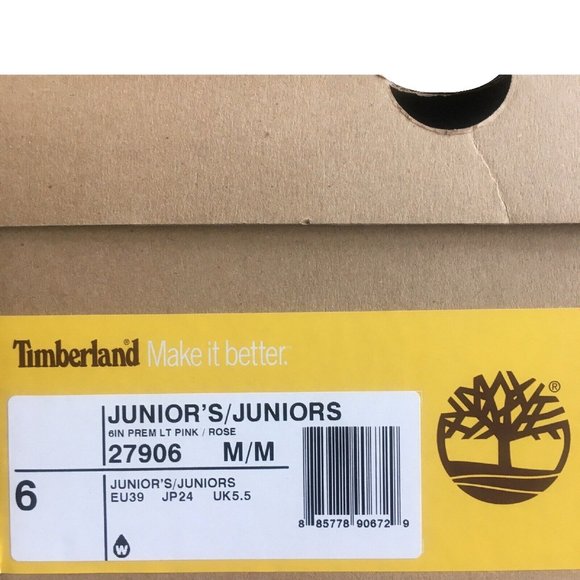 Timberland® Make it better.™
®
JUNIOR'S/JUNIORS
6IN PREM LT PINK / ROSE
27906 M/M
6
JUNIOR'S/JUNIORS
EU39 JP24 UK5.5
W
8 85778 90672 9